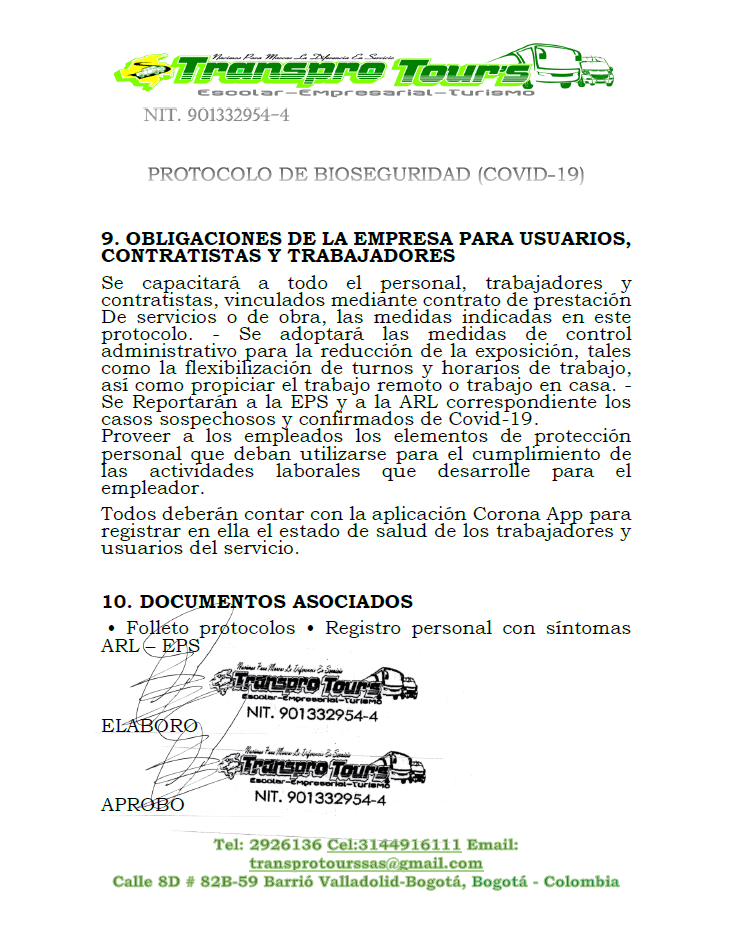 Nacimos Para Marcar La Diferencia En Servicio
Transpro Tour's
Escolar-Empresarial-Turismo
NIT. 901332954-4
PROTOCOLO DE BIOSEGURIDAD (COVID-19)
9. OBLIGACIONES DE LA EMPRESA PARA USUARIOS,
CONTRATISTAS Y TRABAJADORES
Se capacitará a todo el personal, trabajadores y
contratistas, vinculados mediante contrato de prestación
De servicios o de obra, las medidas indicadas en este
protocolo. - Se adoptará las medidas de control
administrativo para la reducción de la exposición, tales
como la flexibilización de turnos y horarios de trabajo,
así como propiciar el trabajo remoto o trabajo en casa. -
Se Reportarán a la EPS y a la ARL correspondiente los
casos sospechosos y confirmados de Covid-19.
Proveer a los empleados los elementos de protección
personal que deban utilizarse para el cumplimiento de
las actividades laborales que desarrolle para el
empleador.
Todos deberán contar con la aplicación Corona App para
registrar en ella el estado de salud de los trabajadores y
usuarios del servicio.
10. DOCUMENTOS ASOCIADOS
• Folleto protocolos • Registro personal con síntomas
ARL – EPS
Nacimos Para Marcar La Diferencia En Servicio
Transpro Tour's
Escolar-Empresarial-Turismo
NIT. 901332954-4
ELABORO
Nacimos Para Marcar La Diferencia En Servicio
Transpro Tour's
Escolar-Empresarial-Turismo
NIT. 901332954-4
APROBO
Tel: 2926136 Cel:3144916111 Email:
transprotourssas@gmail.com
Calle 8D # 82B-59 Barrió Valladolid-Bogotá, Bogotá - Colombia